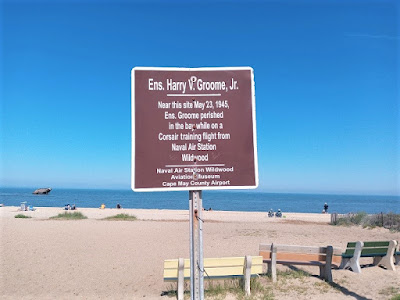 Ens. Harry V. Groome, Jr.
Near this site May 23, 1945,
Ens. Groome perished
in the bay while on a
Corsair training flight from
Naval Air Station
Wildwood
Naval Air Station Wildwood
Aviation Museum
Cape May County Airport